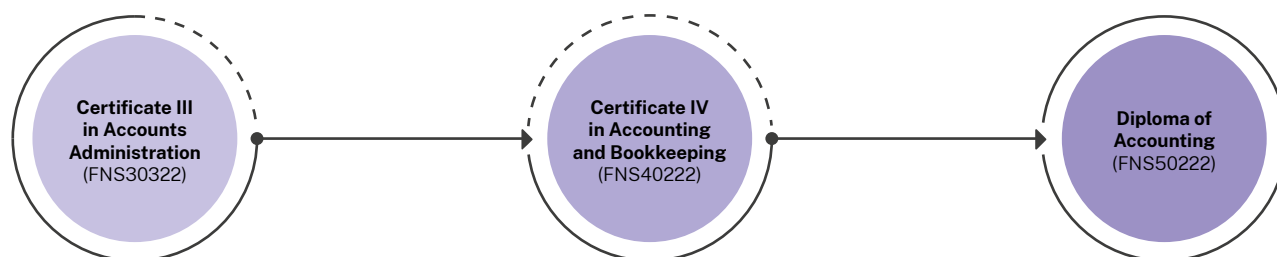 Certificate III
in Accounts
Administration
(FNS30322)
Certificate IV
in Accounting
and Bookkeeping
(FNS40222)
Diploma of
Accounting
(FNS50222)